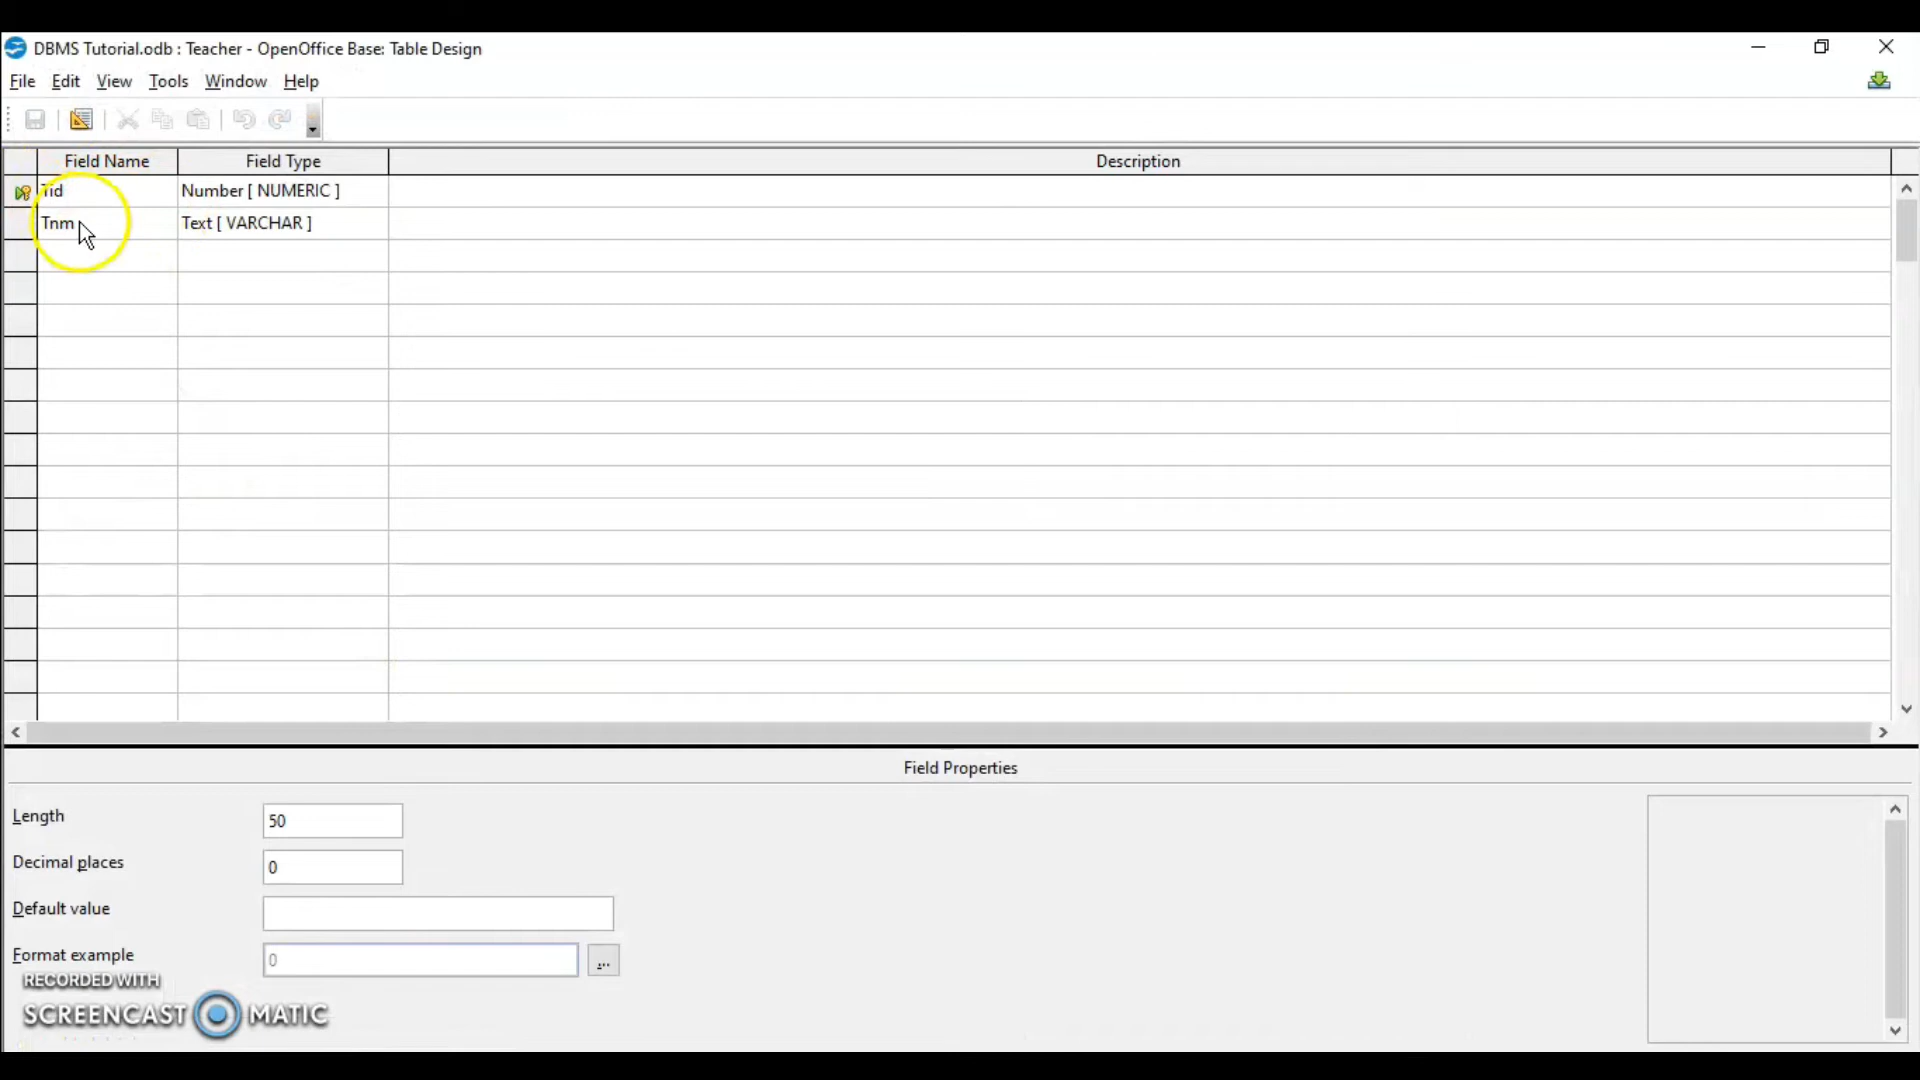 DBMS Tutorial.odb : Teacher - OpenOffice Base: Table Design
File Edit View Tools Window Help
Field Name Field Type Description
Tid Number [ NUMERIC ]
Tnm Text [ VARCHAR ]
Field Properties
Length 50
Decimal places 0
Default value
Format example 0 ...
RECORDED WITH
SCREENCAST MATIC